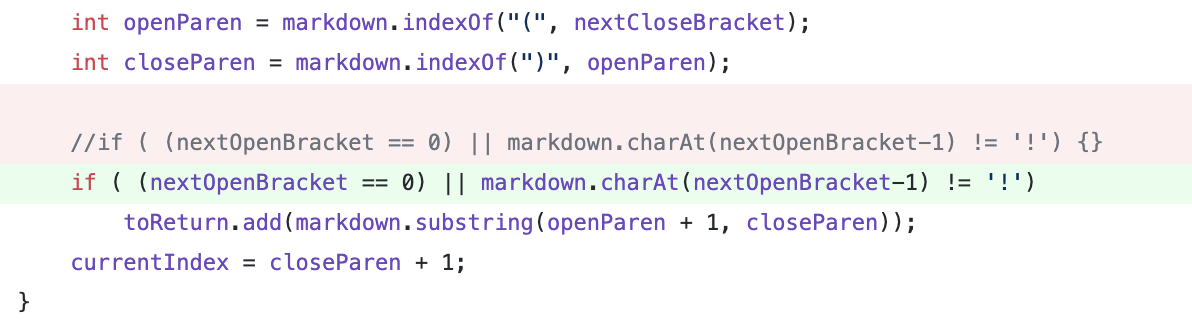 int openParen = markdown.indexOf("(", nextCloseBracket);
int closeParen = markdown.indexOf(")", openParen);
//if ( (nextOpenBracket == 0) || markdown.charAt(nextOpenBracket-1) != '!') {}
if ( (nextOpenBracket == 0) || markdown.charAt(nextOpenBracket-1) != '!')
toReturn.add(markdown.substring(openParen + 1, closeParen));
currentIndex = closeParen + 1;
}